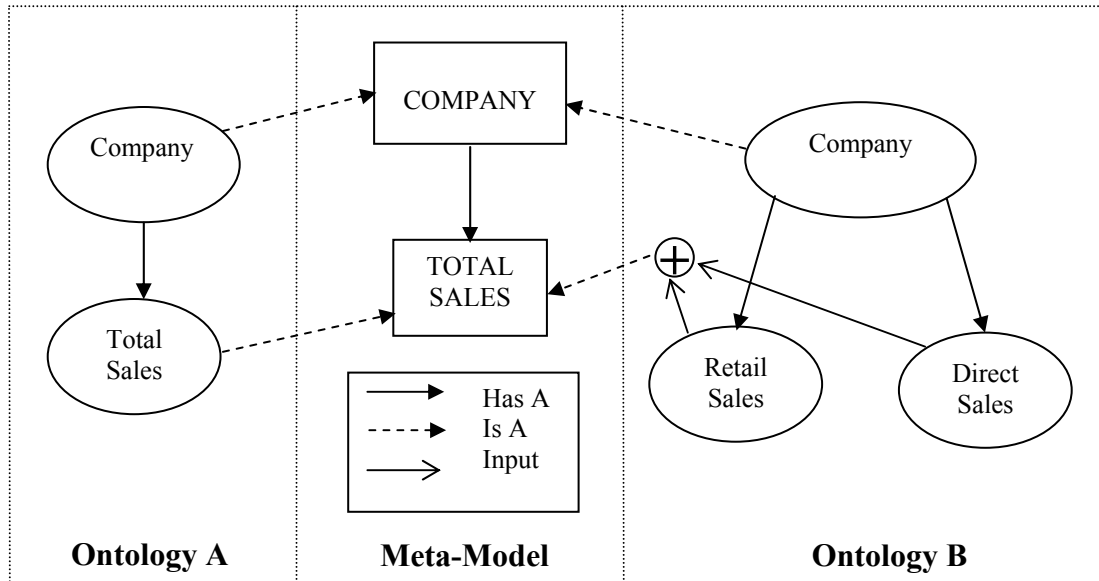 Company
Total
Sales
COMPANY
TOTAL
SALES
Has A
Is A
Input
Company
+
Retail
Sales
Direct
Sales
Ontology A
Meta-Model
Ontology B